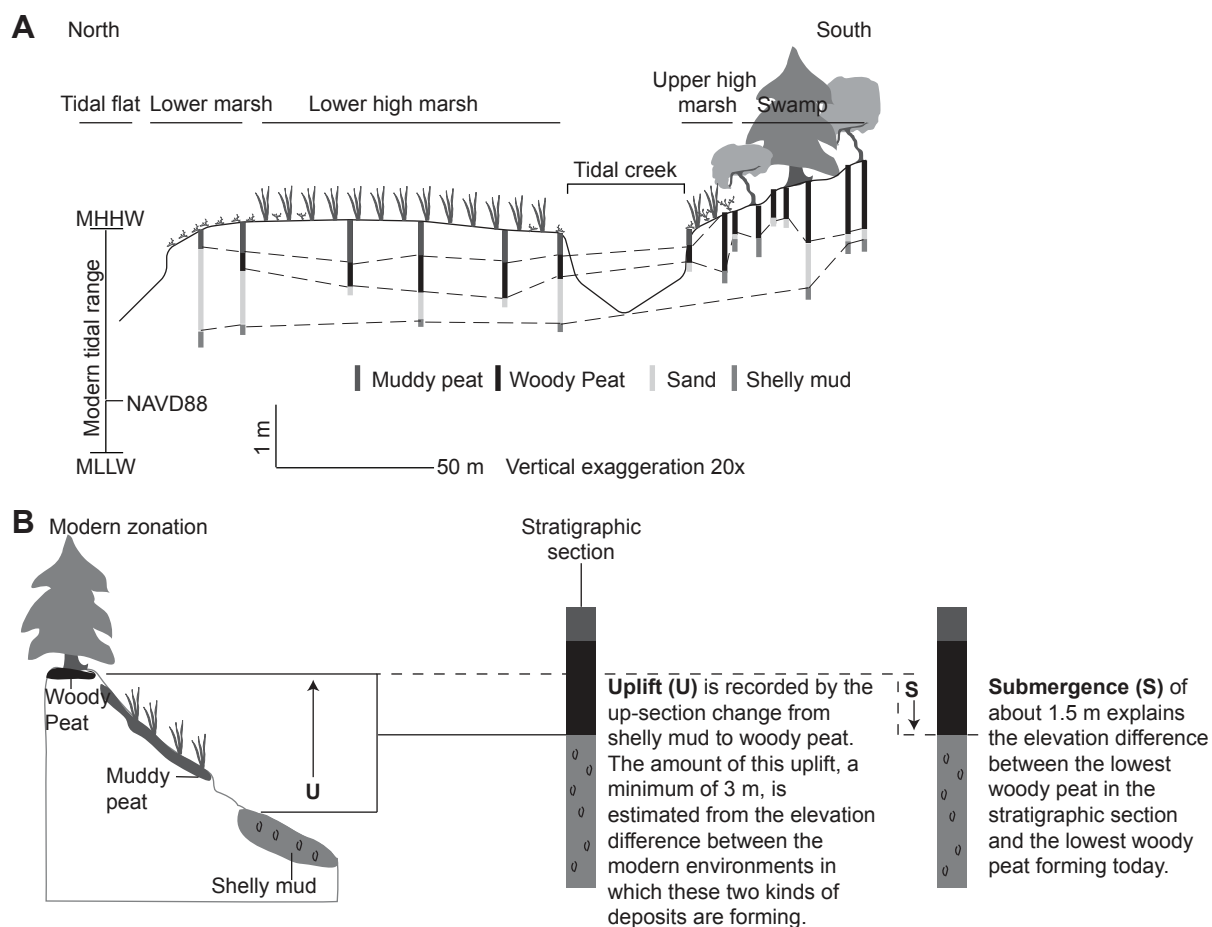 A
North
South
Tidal flat
Lower marsh
Lower high marsh
Upper high
marsh
Swamp
Tidal creek
MHHW
Modern tidal range
NAVD88
MLLW
Muddy peat
Woody Peat
Sand
Shelly mud
1 m
50 m
Vertical exaggeration 20x
B
Modern zonation
Stratigraphic
section
Woody
Peat
Muddy
peat
U
Shelly mud
Uplift (U) is recorded by the
up-section change from
shelly mud to woody peat.
The amount of this uplift, a
minimum of 3 m, is
estimated from the elevation
difference between the
modern environments in
which these two kinds of
deposits are forming.
S
Submergence (S) of
about 1.5 m explains
the elevation difference
between the lowest
woody peat in the
stratigraphic section
and the lowest woody
peat forming today.